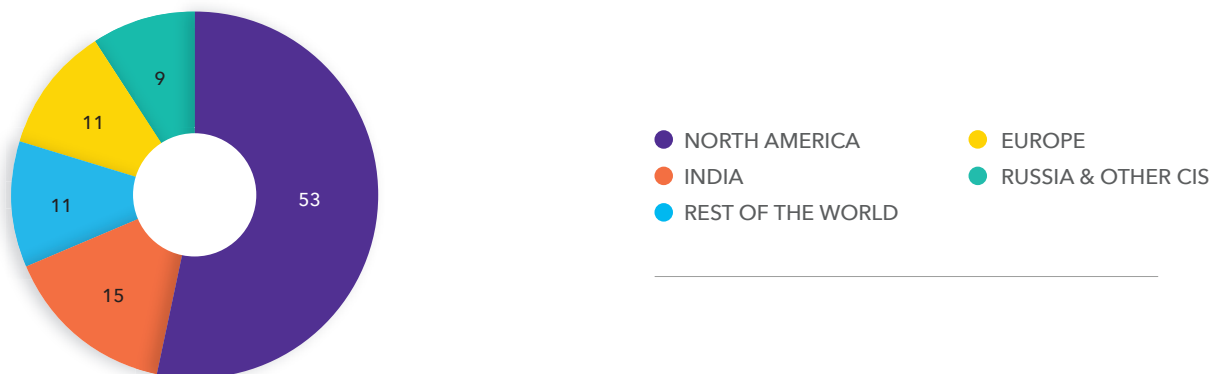 9
11
11
53
15
NORTH AMERICA
INDIA
REST OF THE WORLD
EUROPE
RUSSIA & OTHER CIS